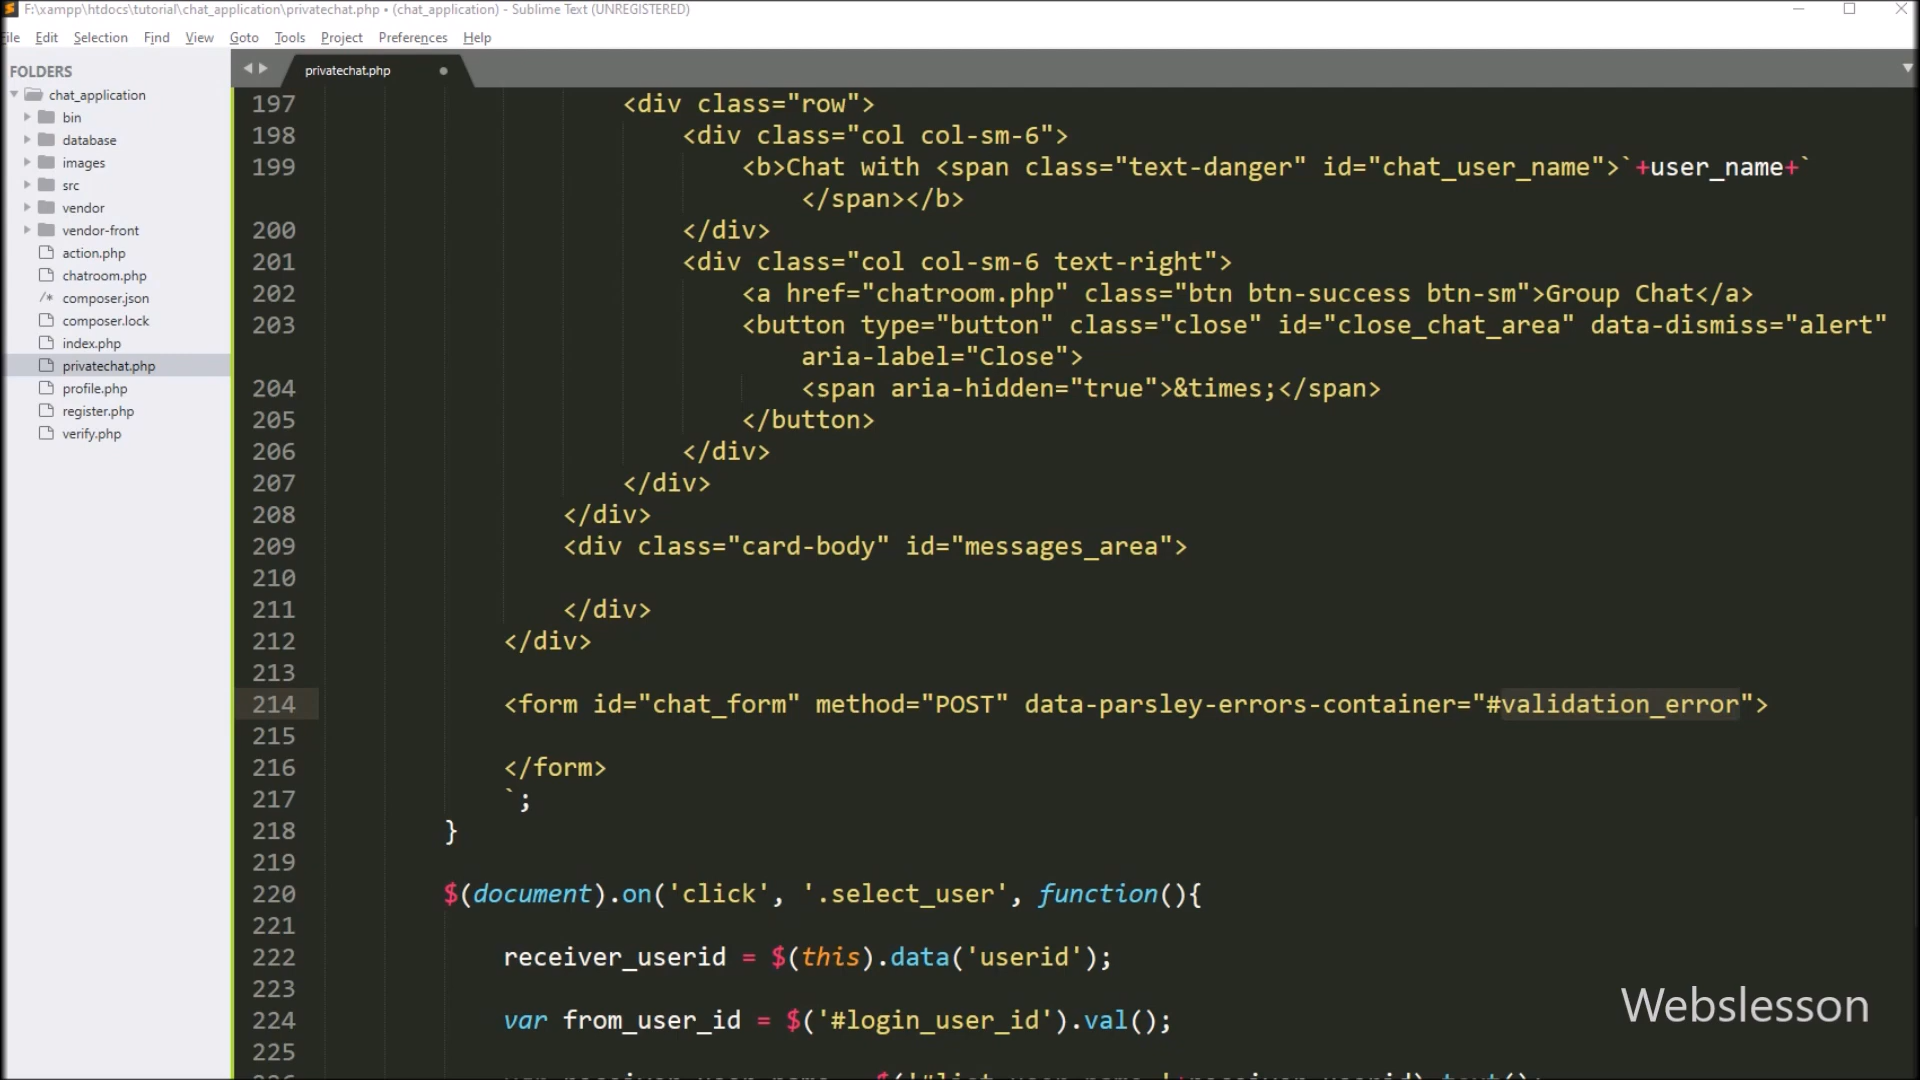 F:\xampp\htdocs\tutorial\chat_application\privatechat.php • (chat_application) - Sublime Text (UNREGISTERED)
ile Edit Selection Find View Goto Tools Project Preferences Help
FOLDERS
chat_application
bin
database
images
src
vendor
vendor-front
action.php
chatroom.php
/* composer.json
composer.lock
index.php
privatechat.php
profile.php
register.php
verify.php
privatechat.php
197 <div class="row">
198 <div class="col col-sm-6">
199 <b>Chat with <span class="text-danger" id="chat_user_name">`+user_name+`
</span></b>
200 </div>
201 <div class="col col-sm-6 text-right">
202 <a href="chatroom.php" class="btn btn-success btn-sm">Group Chat</a>
203 <button type="button" class="close" id="close_chat_area" data-dismiss="alert"
aria-label="Close">
204 <span aria-hidden="true">&times;</span>
205 </button>
206 </div>
207 </div>
208 </div>
209 <div class="card-body" id="messages_area">
210
211 </div>
212 </div>
213
214 <form id="chat_form" method="POST" data-parsley-errors-container="#validation_error">
215
216 </form>
217 `;
218 }
219
220 $(document).on('click', '.select_user', function(){
221
222 receiver_userid = $(this).data('userid');
223
224 var from_user_id = $('#login_user_id').val();
225
Webslesson